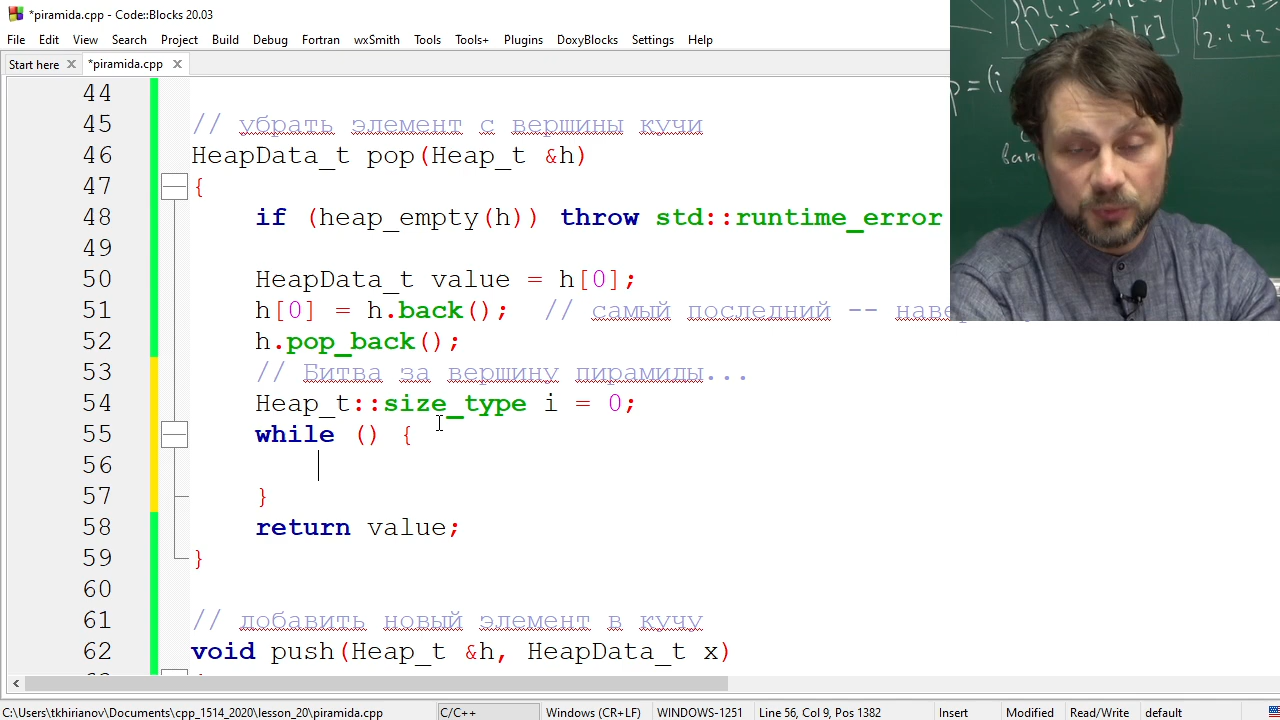 *piramida.cpp - Code::Blocks 20.03
File Edit View Search Project Build Debug Fortran wxSmith Tools Tools+ Plugins DoxyBlocks Settings Help
Start here *piramida.cpp
44
45 // убрать элемент с вершины кучи
46 HeapData_t pop(Heap_t &h)
47 {
48 if (heap_empty(h)) throw std::runtime_error
49
50 HeapData_t value = h[0];
51 h[0] = h.back(); // самый последний --
52 h.pop_back();
53 // Битва за вершину пирамиды...
54 Heap_t::size_type i = 0;
55 while () {
56
57 }
58 return value;
59 }
60
61 // добавить новый элемент в кучу
62 void push(Heap_t &h, HeapData_t x)
C:\Users\tkhirianov\Documents\cpp_1514_2020\lesson_20\piramida.cpp C/C++ Windows (CR+LF) WINDOWS-1251 Line 56, Col 9, Pos 1382 Insert Modified Read/Write default